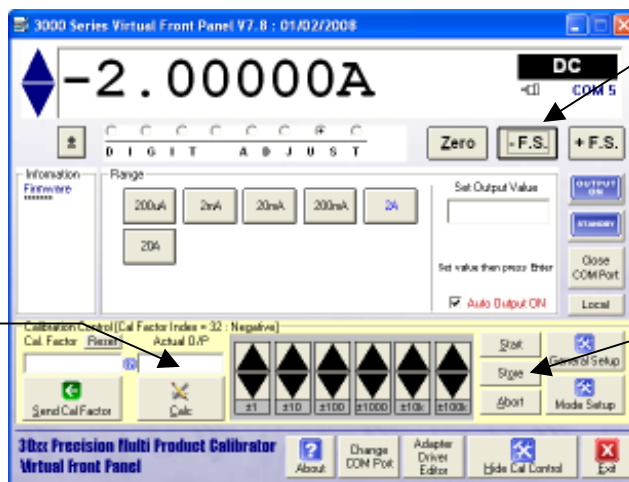 3000 Series Virtual Front Panel V7.8 : 01/02/2008
-2.00000A
DC
COM 5
±
DIGIT ADJUST
Zero
- F.S.
+ F.S.
Information
Firmware
Range
200uA
2mA
20mA
200mA
2A
20A
Set Output Value
Set value then press Enter
Auto Output ON
OUTPUT ON
STANDBY
Close COM Port
Local
Calibration Control [Cal Factor Index = 32 : Negative]
Cal. Factor
Reset
Actual O/P
Send Cal Factor
Calc
±1
±10
±100
±1000
±10k
±100k
Start
Store
Abort
General Setup
Mode Setup
30xx Precision Multi Product Calibrator
Virtual Front Panel
About
Change COM Port
Adapter Driver Editor
Hide Cal Control
Exit